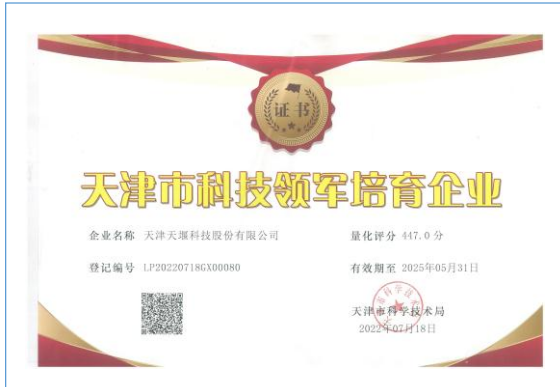 证书
天津市科技领军培育企业
企业名称 天津天堰科技股份有限公司
量化评分 447.0 分
登记编号 LP20220718GX00080
有效期至 2025年05月31日
天津市科学技术局
2022年07月18日